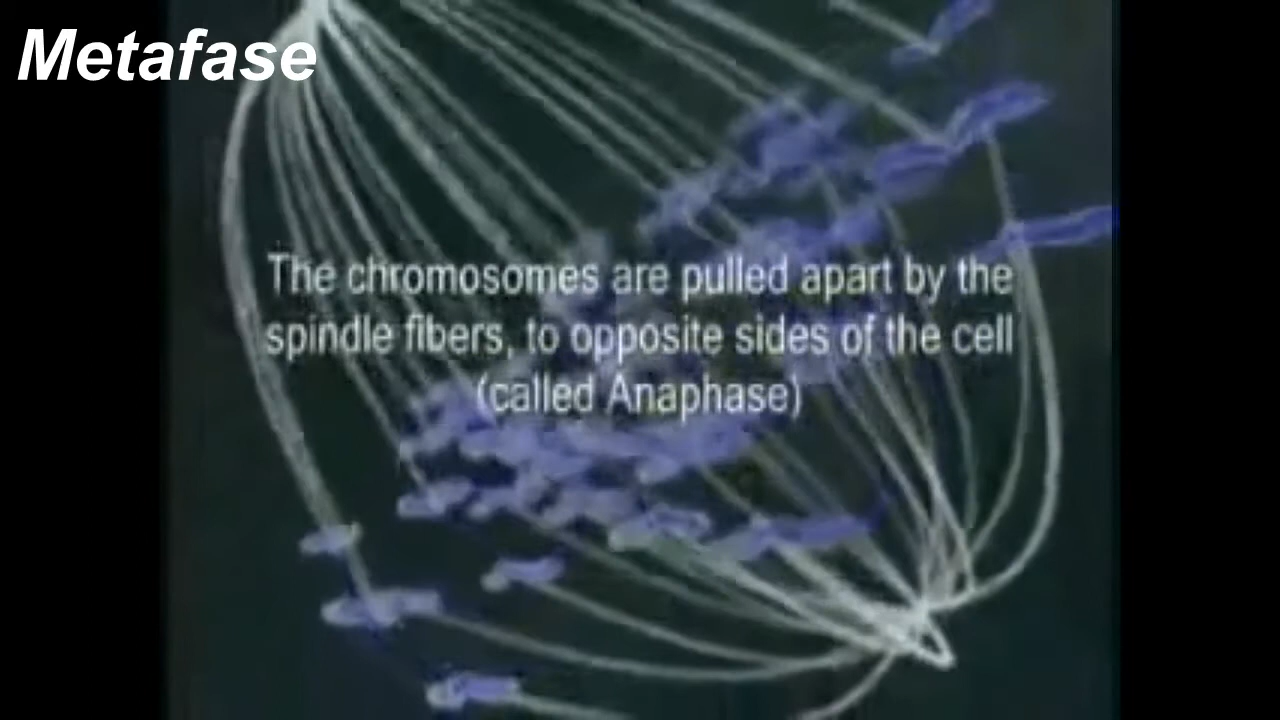 Metafase
The chromosomes are pulled apart by the
spindle fibers, to opposite sides of the cell
(called Anaphase)